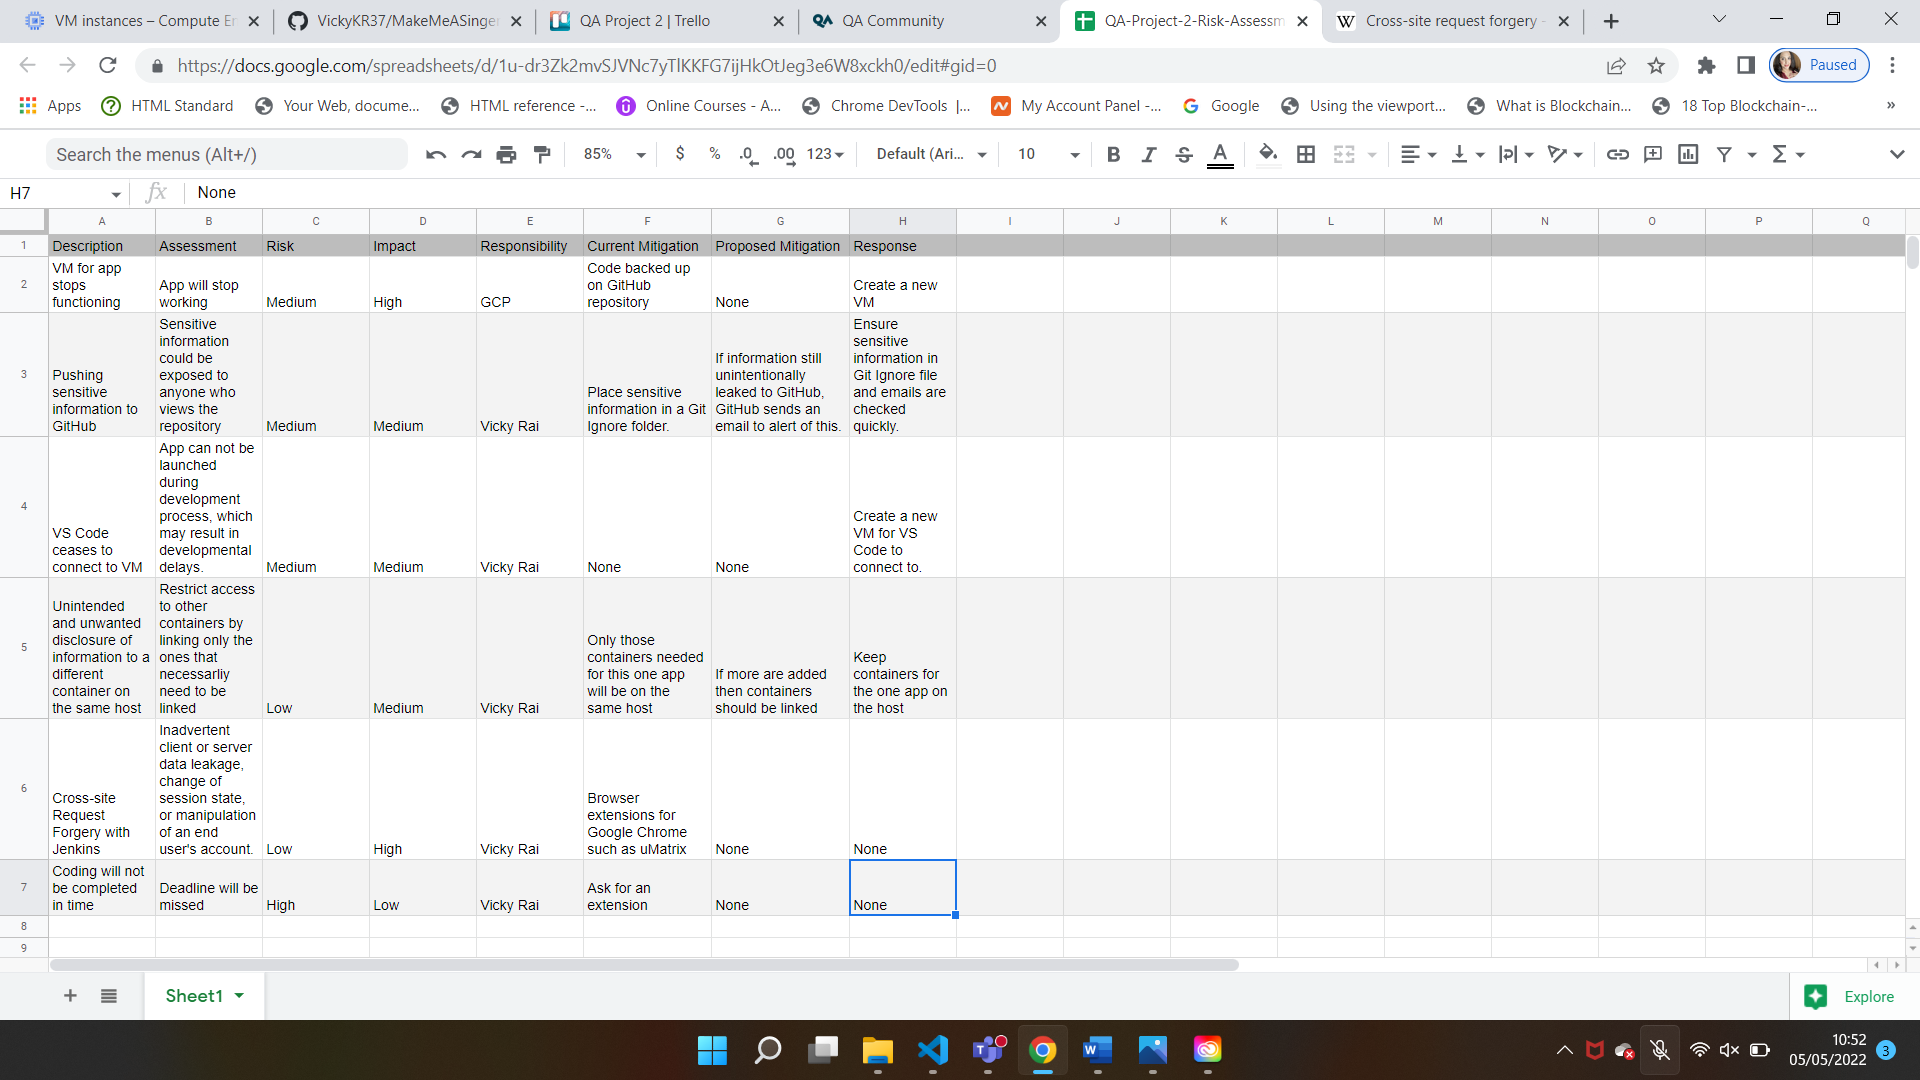 VM instances – Compute En
VickyKR37/MakeMeASinger
QA Project 2 | Trello
QA Community
QA-Project-2-Risk-Assessm
Cross-site request forgery -
https://docs.google.com/spreadsheets/d/1u-dr3Zk2mvSJVNc7yTlKKFG7ijHkOtJeg3e6W8xckh0/edit#gid=0
Paused
Apps
HTML Standard
Your Web, docume...
HTML reference -...
Online Courses - A...
Chrome DevTools |...
My Account Panel -...
Google
Using the viewport...
What is Blockchain...
18 Top Blockchain-...
»
Search the menus (Alt+/)
85%
$
%
.0
.00
123
Default (Ari...
10
B
I
S
A
H7
fx
None
A B C D E F G H I J K L M N O P Q
1
Description
Assessment
Risk
Impact
Responsibility
Current Mitigation
Proposed Mitigation
Response
2
VM for app
stops
functioning
App will stop
working
Medium
High
GCP
Code backed up
on GitHub
repository
None
Create a new
VM
3
Pushing
sensitive
information to
GitHub
Sensitive
information
could be
exposed to
anyone who
views the
repository
Medium
Medium
Vicky Rai
Place sensitive
information in a Git
Ignore folder.
If information still
unintentionally
leaked to GitHub,
GitHub sends an
email to alert of this.
Ensure
sensitive
information in
Git Ignore file
and emails are
checked
quickly.
4
VS Code
ceases to
connect to VM
App can not be
launched
during
development
process, which
may result in
developmental
delays.
Medium
Medium
Vicky Rai
None
None
Create a new
VM for VS
Code to
connect to.
5
Unintended
and unwanted
disclosure of
information to a
different
container on
the same host
Restrict access
to other
containers by
linking only the
ones that
necessarliy
need to be
linked
Low
Medium
Vicky Rai
Only those
containers needed
for this one app
will be on the
same host
If more are added
then containers
should be linked
Keep
containers for
the one app on
the host
6
Cross-site
Request
Forgery with
Jenkins
Inadvertent
client or server
data leakage,
change of
session state,
or manipulation
of an end
user's account.
Low
High
Vicky Rai
Browser
extensions for
Google Chrome
such as uMatrix
None
None
7
Coding will not
be completed
in time
Deadline will be
missed
High
Low
Vicky Rai
Ask for an
extension
None
None
8
9
Sheet1
Explore
10:52
05/05/2022
3